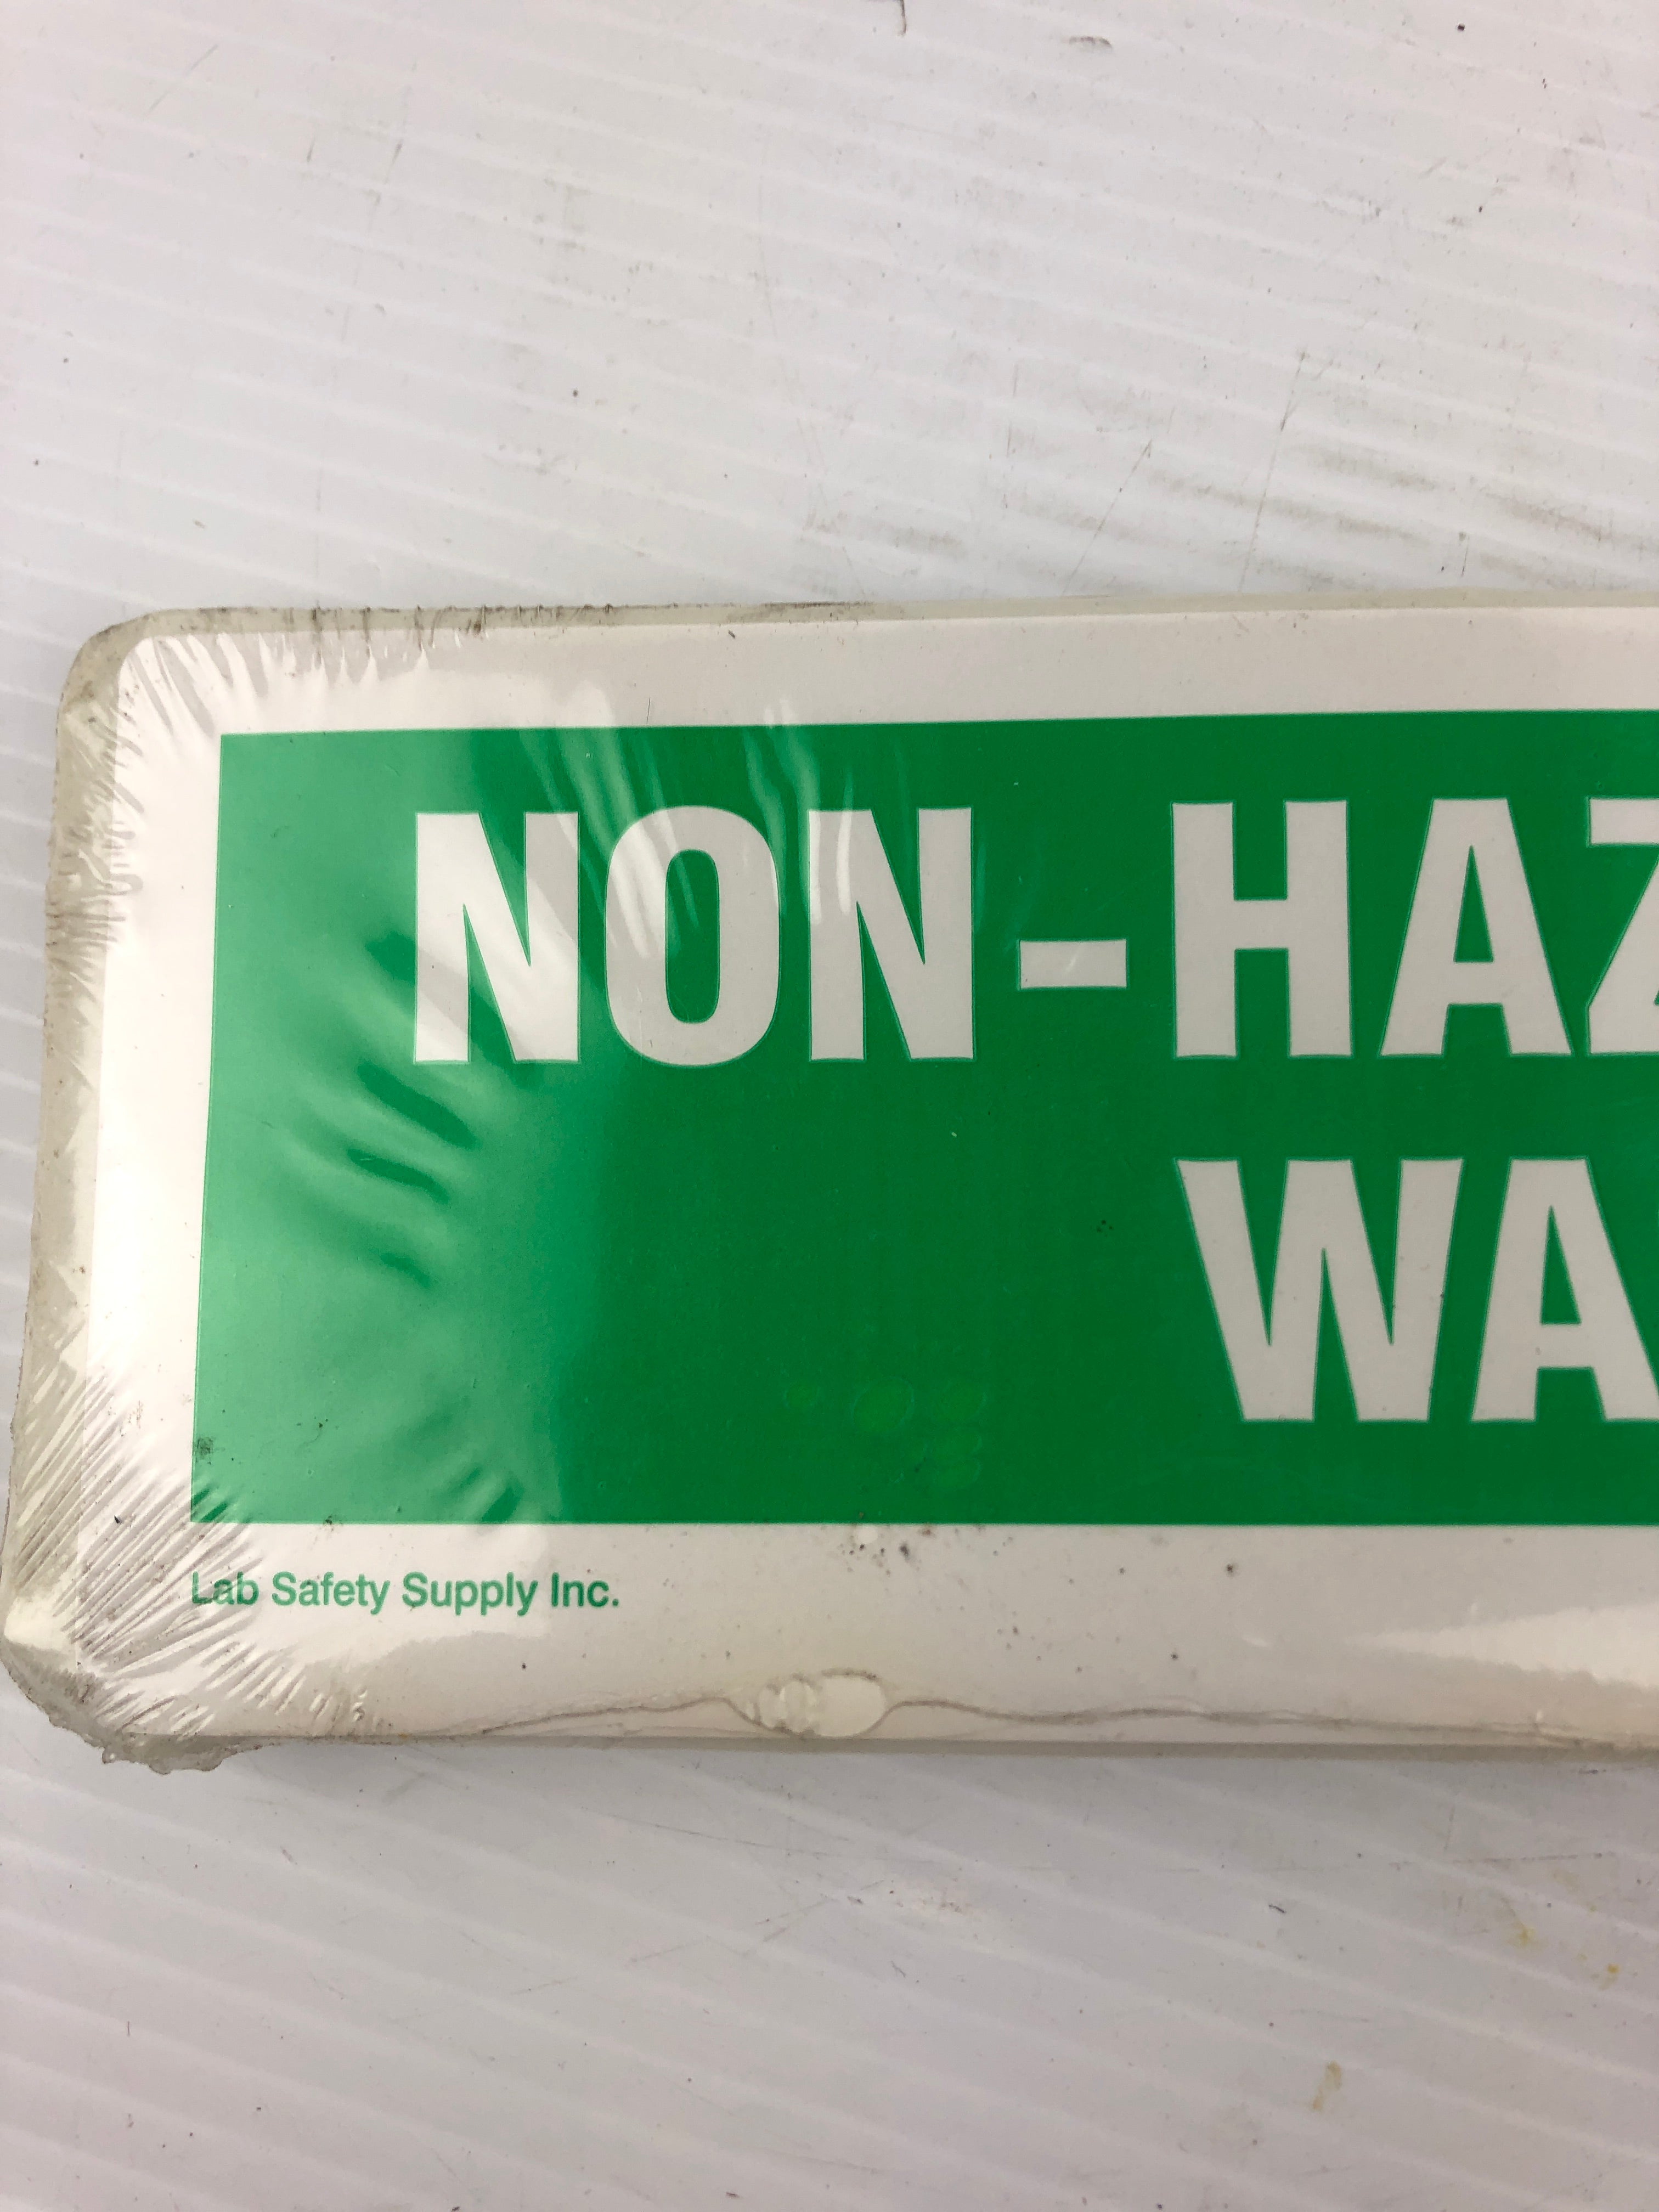 NON-HAZ
WA
Lab Safety Supply Inc.